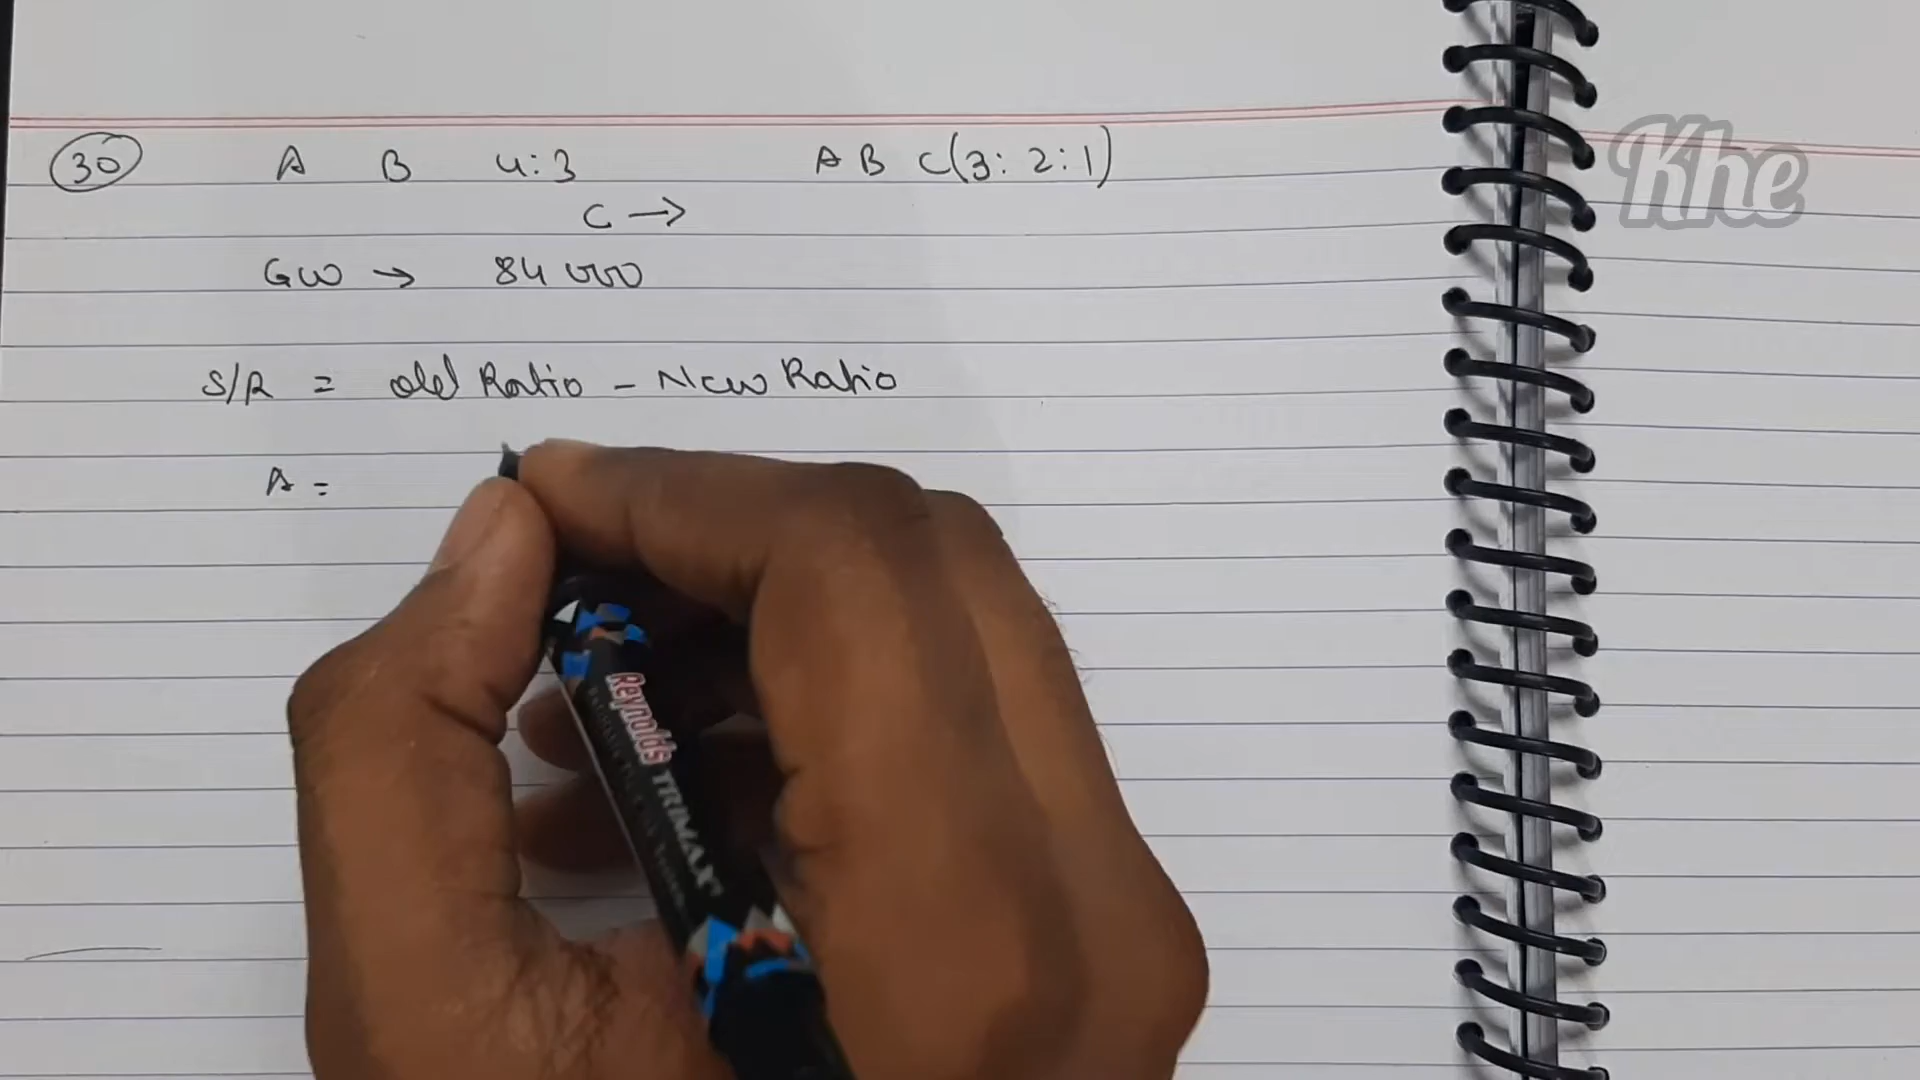 30 A B 4:3 A B C(3:2:1)
C →
GW → 84 000
S/R = old Ratio - New Ratio
A =
Khe
Reynolds TRIMAX